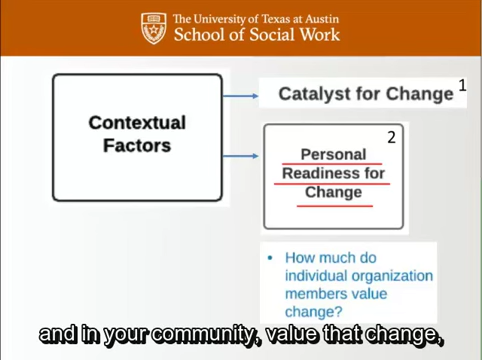 The University of Texas at Austin
School of Social Work
Contextual
Factors
Catalyst for Change 1
2
Personal
Readiness for
Change
• How much do
individual organization
members value
change?
and in your community, value that change,